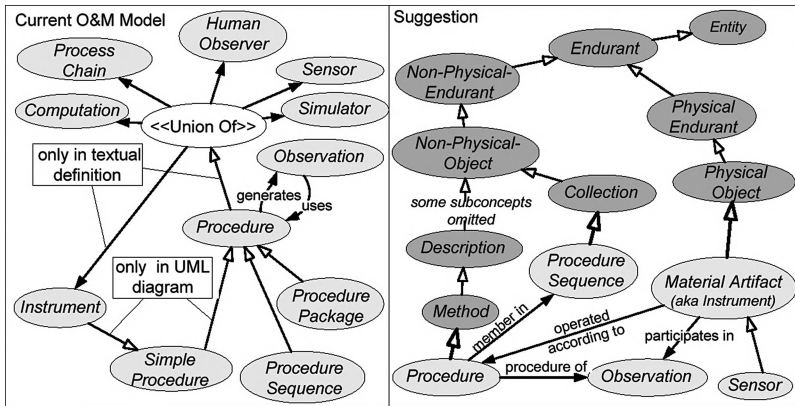 Current O&M Model
Human
Observer
Process
Chain
Sensor
Computation
<<Union Of>>
Simulator
only in textual
definition
Observation
generates
uses
Procedure
only in UML
diagram
Instrument
Procedure
Package
Simple
Procedure
Procedure
Sequence
Suggestion
Entity
Endurant
Non-Physical-
Endurant
Physical
Endurant
Non-Physical-
Object
Physical
Object
Collection
some subconcepts
omitted
Description
Procedure
Sequence
Material Artifact
(aka Instrument)
Method
member in
operated
according to
participates in
Procedure
procedure of
Observation
Sensor